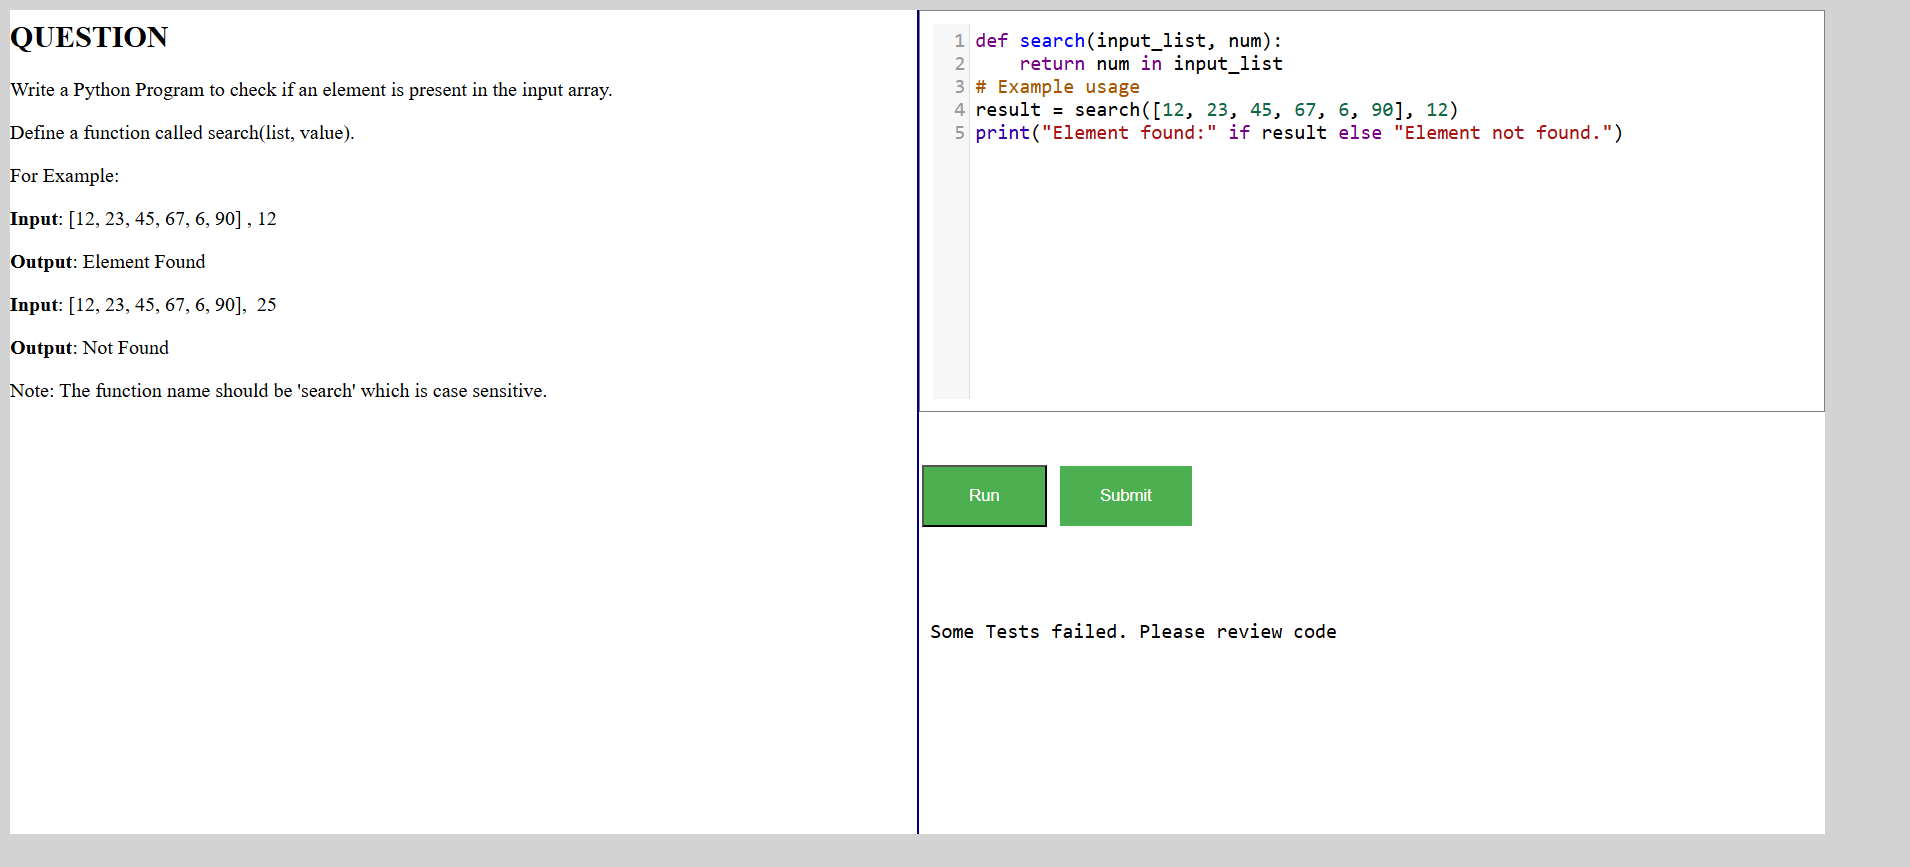 QUESTION
Write a Python Program to check if an element is present in the input array.
Define a function called search(list, value).
For Example:
Input: [12, 23, 45, 67, 6, 90] , 12
Output: Element Found
Input: [12, 23, 45, 67, 6, 90],  25
Output: Not Found
Note: The function name should be 'search' which is case sensitive.
1 def search(input_list, num):
2     return num in input_list
3 # Example usage
4 result = search([12, 23, 45, 67, 6, 90], 12)
5 print("Element found:" if result else "Element not found.")
Run Submit
Some Tests failed. Please review code